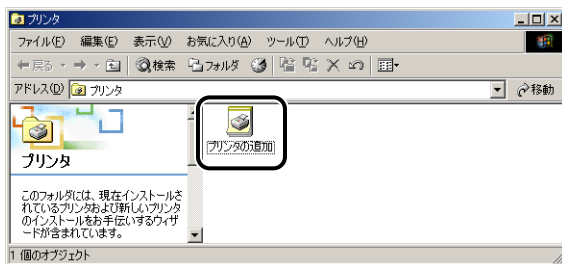 プリンタ
ファイル(F) 編集(E) 表示(V) お気に入り(A) ツール(T) ヘルプ(H)
戻る 検索 フォルダ
アドレス(D) プリンタ 移動
プリンタの追加
プリンタ
このフォルダには、現在インストールさ
れているプリンタおよび新しいプリンタ
のインストールをお手伝いするウィザ
ードが含まれています。
1 個のオブジェクト